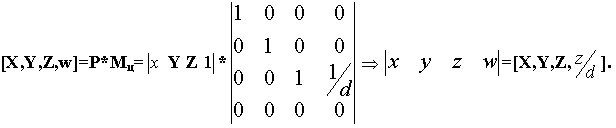 [X,Y,Z,w]=P*Mц=|x Y Z 1|*|1 0 0 0
0 1 0 0
0 0 1 1/d
0 0 0 0|⇒|x y z w|=[X,Y,Z,z/d].